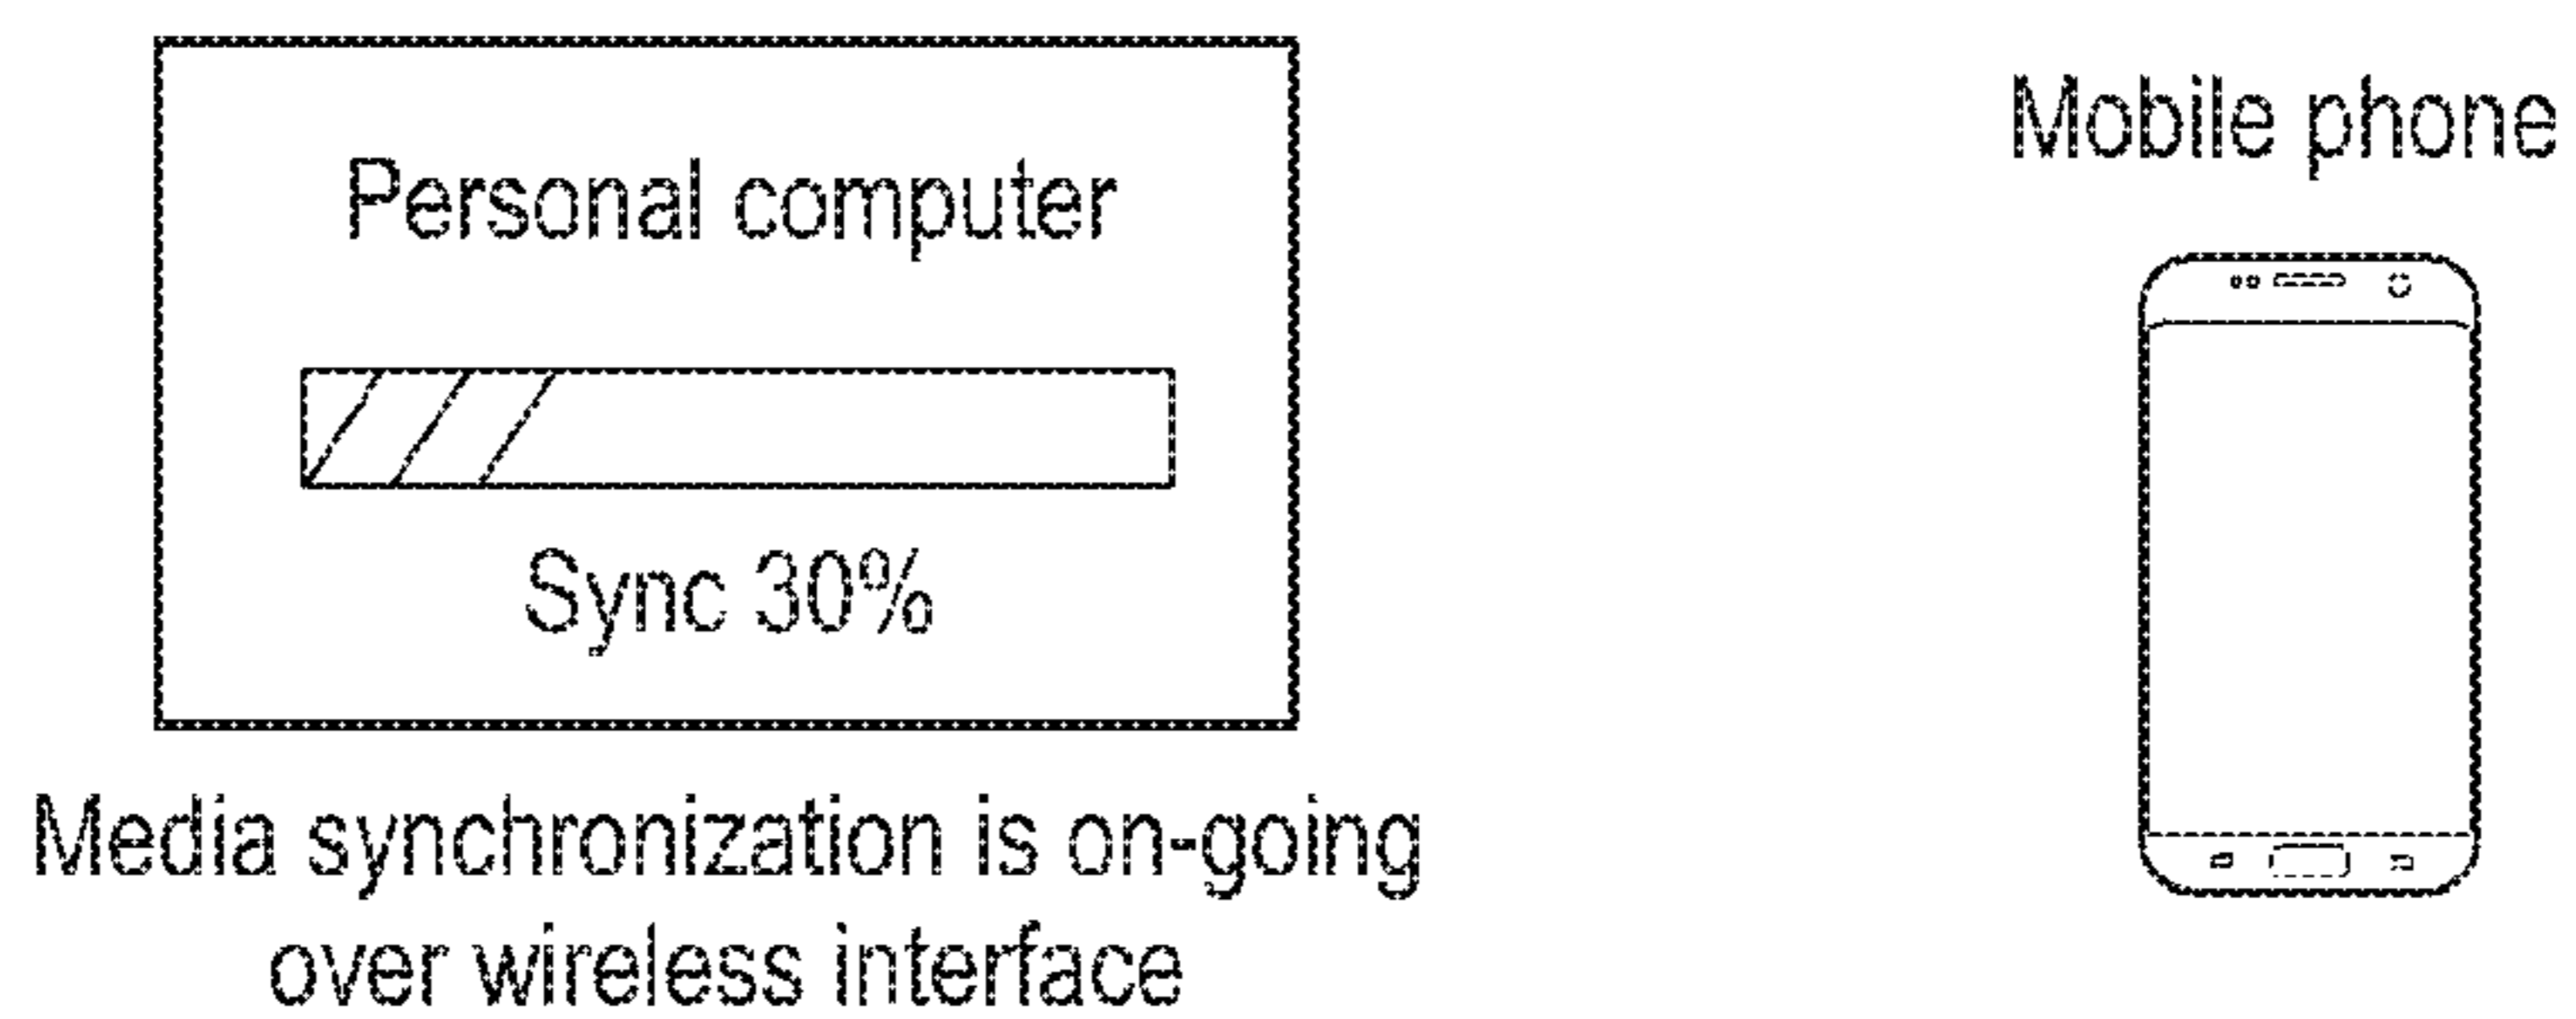 Personal computer
Sync 30%
Media synchronization is on-going
over wireless interface
Mobile phone